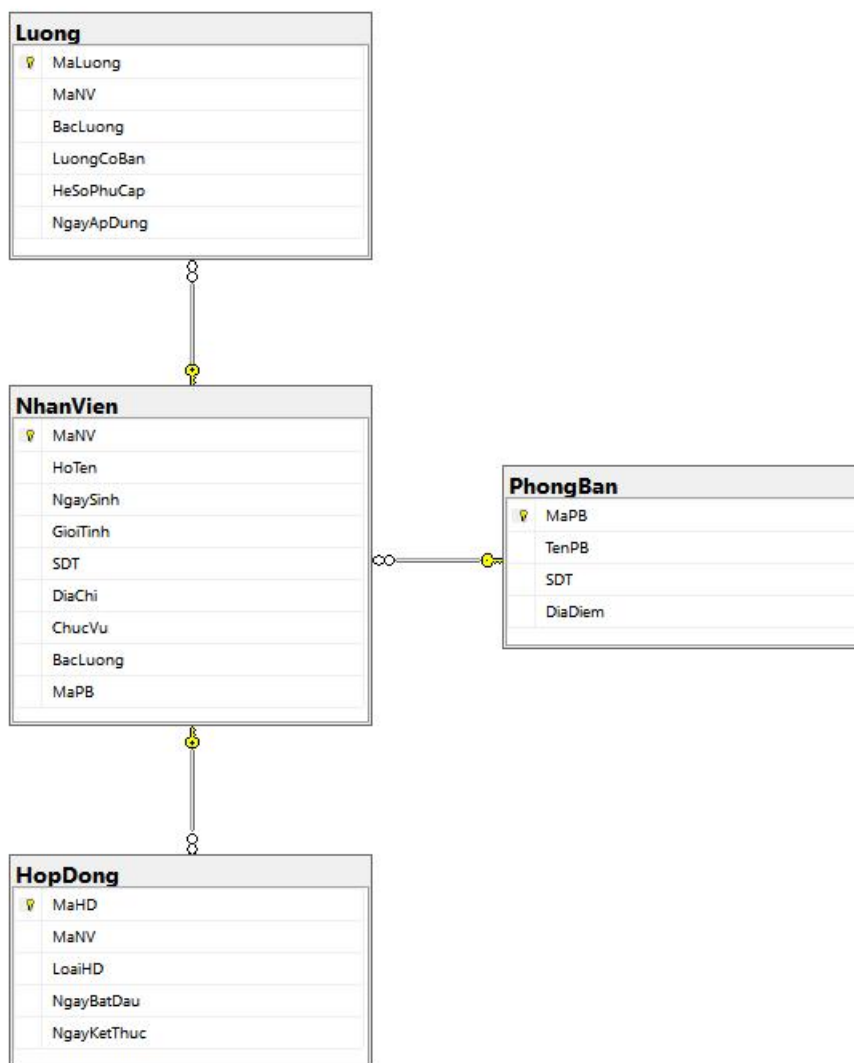 Luong
MaLuong
MaNV
BacLuong
LuongCoBan
HeSoPhuCap
NgayApDung
NhanVien
MaNV
HoTen
NgaySinh
GioiTinh
SDT
DiaChi
ChucVu
BacLuong
MaPB
PhongBan
MaPB
TenPB
SDT
DiaDiem
HopDong
MaHD
MaNV
LoaiHD
NgayBatDau
NgayKetThuc